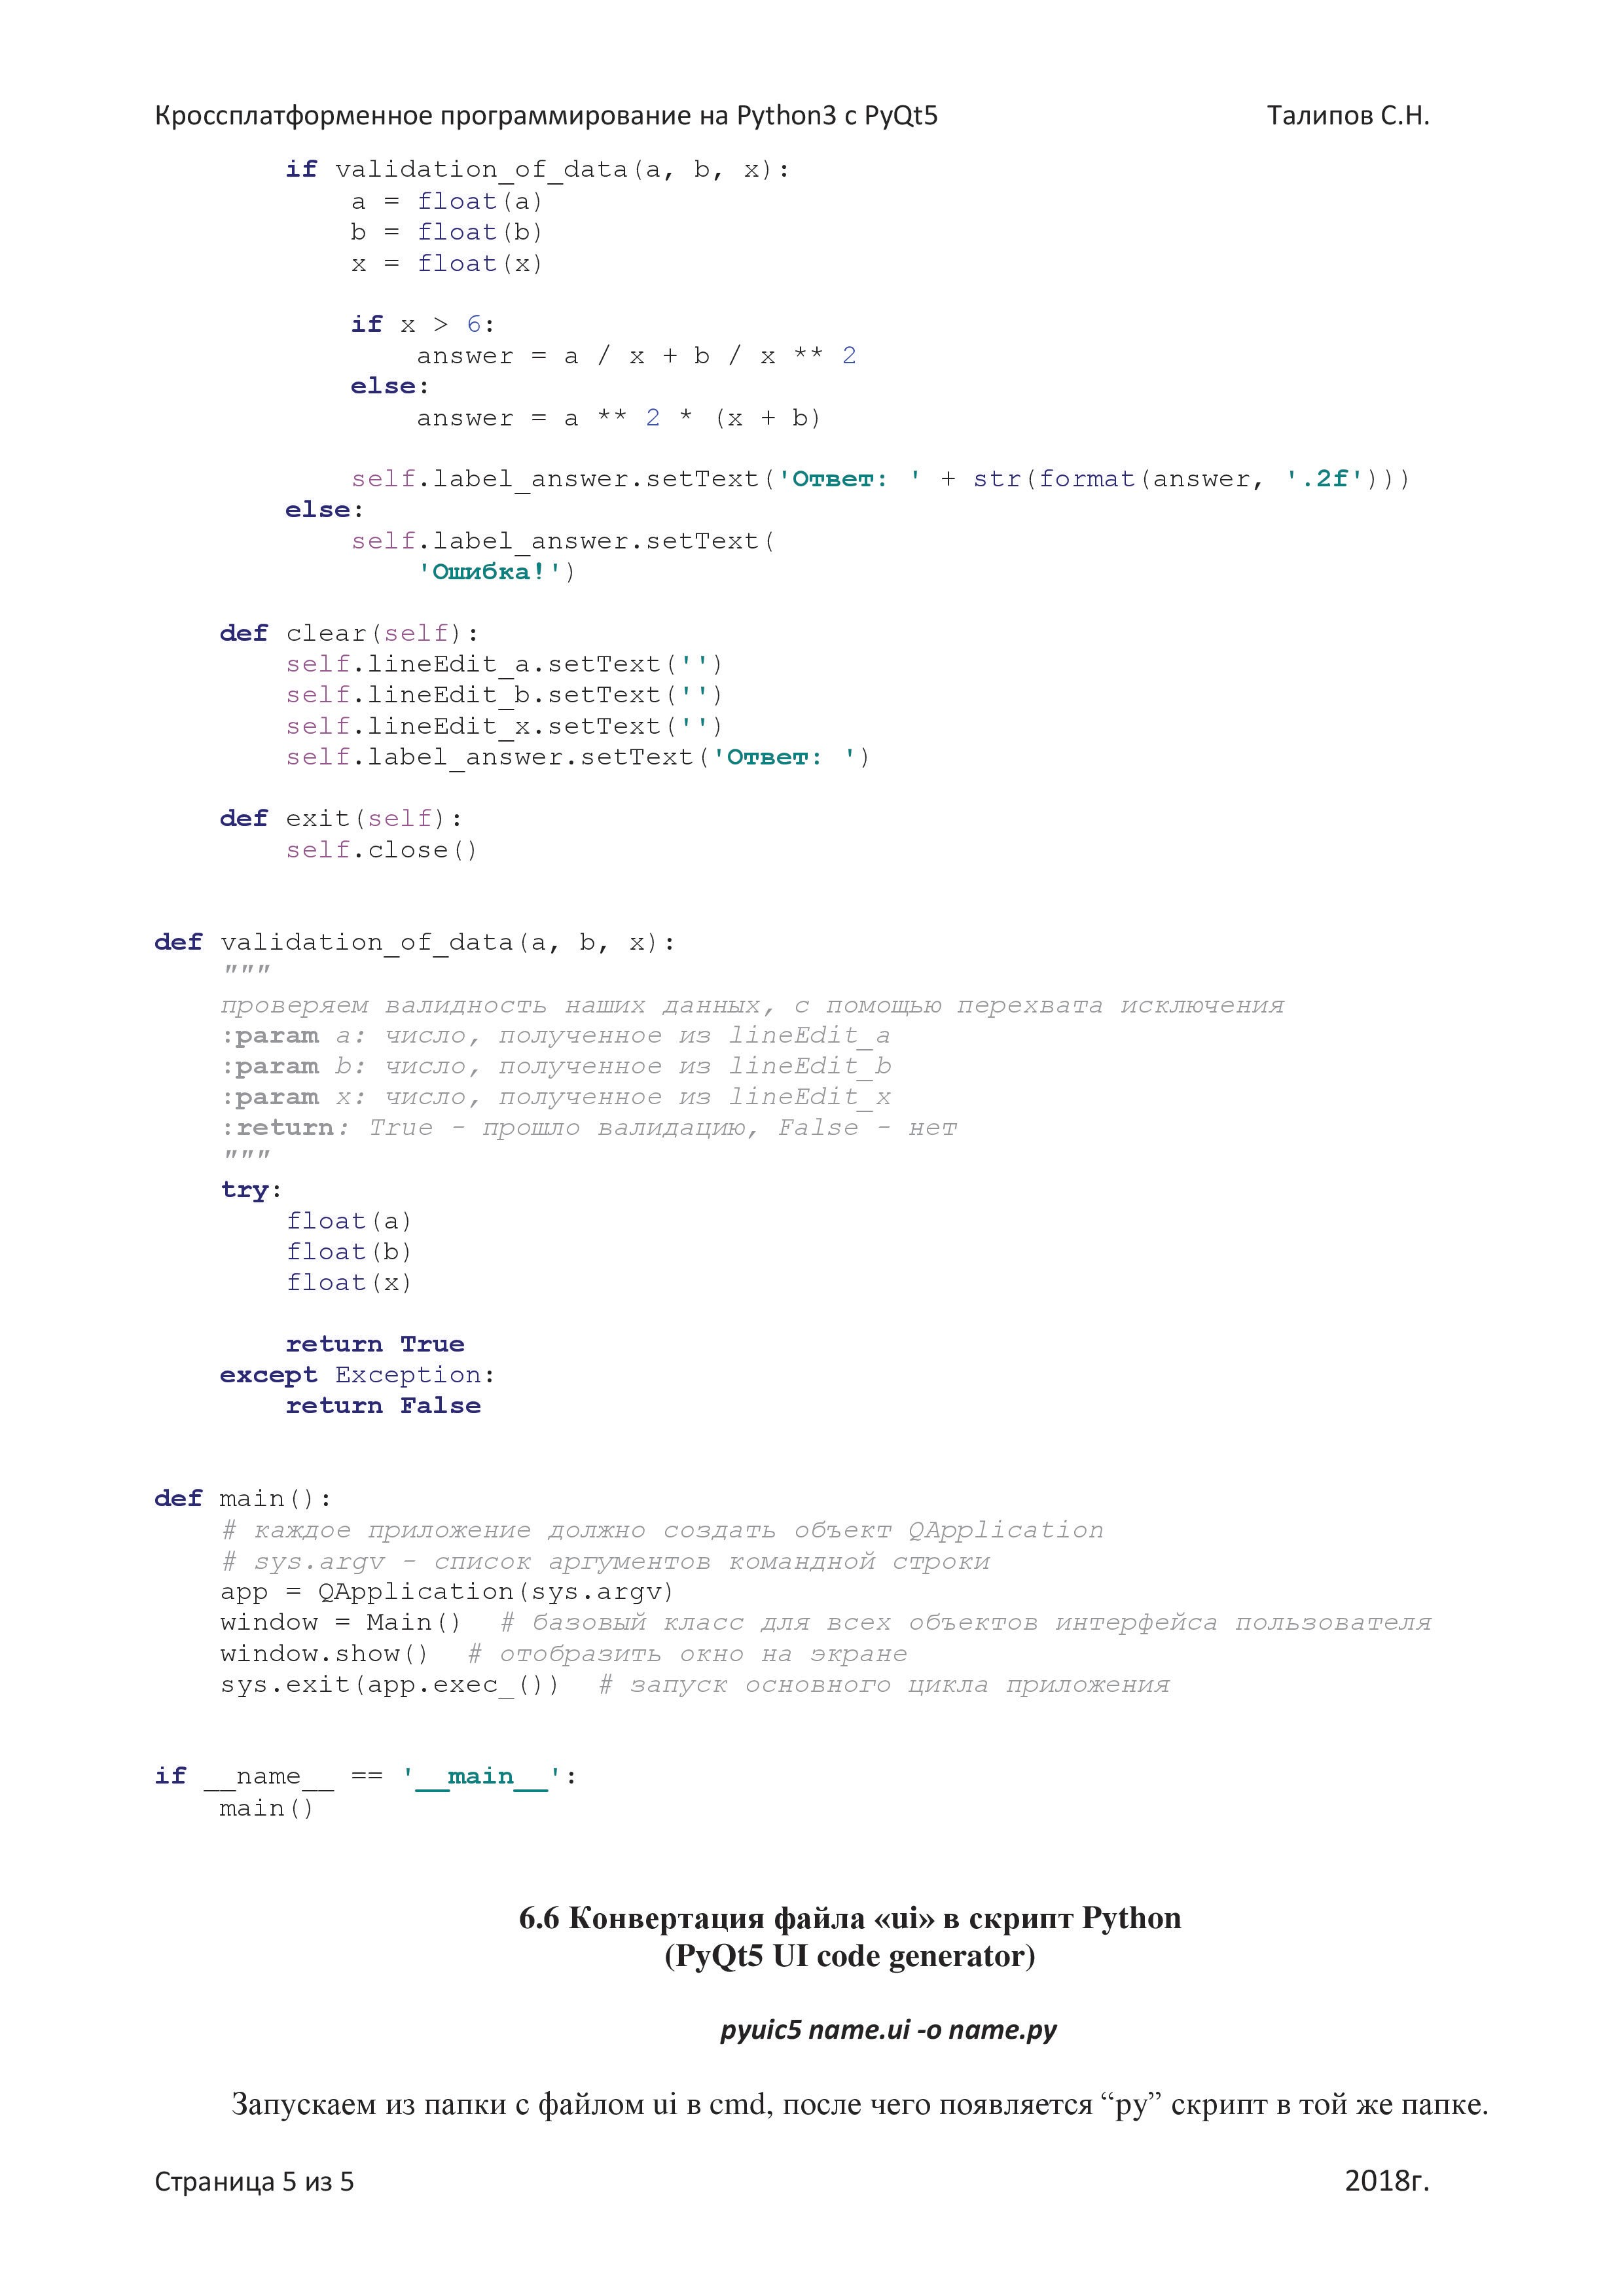 Кроссплатформенное программирование на Python3 с PyQt5 Талипов С.Н.
        if validation_of_data(a, b, x):
            a = float(a)
            b = float(b)
            x = float(x)

            if x > 6:
                answer = a / x + b / x ** 2
            else:
                answer = a ** 2 * (x + b)

            self.label_answer.setText('Ответ: ' + str(format(answer, '.2f')))
        else:
            self.label_answer.setText(
                'Ошибка!')

    def clear(self):
        self.lineEdit_a.setText('')
        self.lineEdit_b.setText('')
        self.lineEdit_x.setText('')
        self.label_answer.setText('Ответ: ')

    def exit(self):
        self.close()


def validation_of_data(a, b, x):
    """
    проверяем валидность наших данных, с помощью перехвата исключения
    :param a: число, полученное из lineEdit_a
    :param b: число, полученное из lineEdit_b
    :param x: число, полученное из lineEdit_x
    :return: True - прошло валидацию, False - нет
    """
    try:
        float(a)
        float(b)
        float(x)

        return True
    except Exception:
        return False


def main():
    # каждое приложение должно создать объект QApplication
    # sys.argv - список аргументов командной строки
    app = QApplication(sys.argv)
    window = Main()  # базовый класс для всех объектов интерфейса пользователя
    window.show()  # отобразить окно на экране
    sys.exit(app.exec_())  # запуск основного цикла приложения


if __name__ == '__main__':
    main()

6.6 Конвертация файла «ui» в скрипт Python
(PyQt5 UI code generator)
pyuic5 name.ui -o name.py
Запускаем из папки с файлом ui в cmd, после чего появляется “py” скрипт в той же папке.
Страница 5 из 5 2018г.